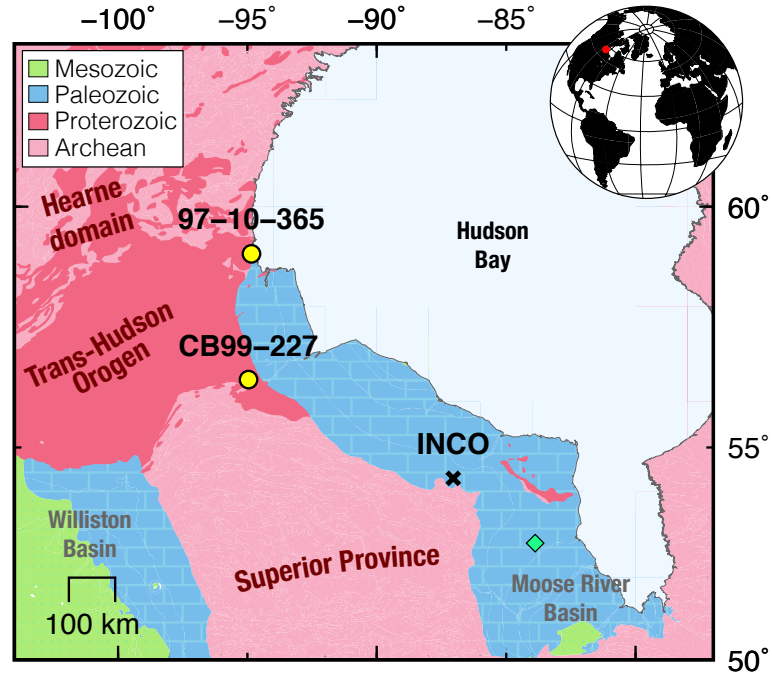 −100° −95° −90° −85°
Mesozoic
Paleozoic
Proterozoic
Archean
Hearne
domain
97−10−365
60°
Hudson
Bay
Trans-Hudson
Orogen
CB99−227
INCO
55°
Williston
Basin
Superior Province
Moose River
Basin
100 km
50°